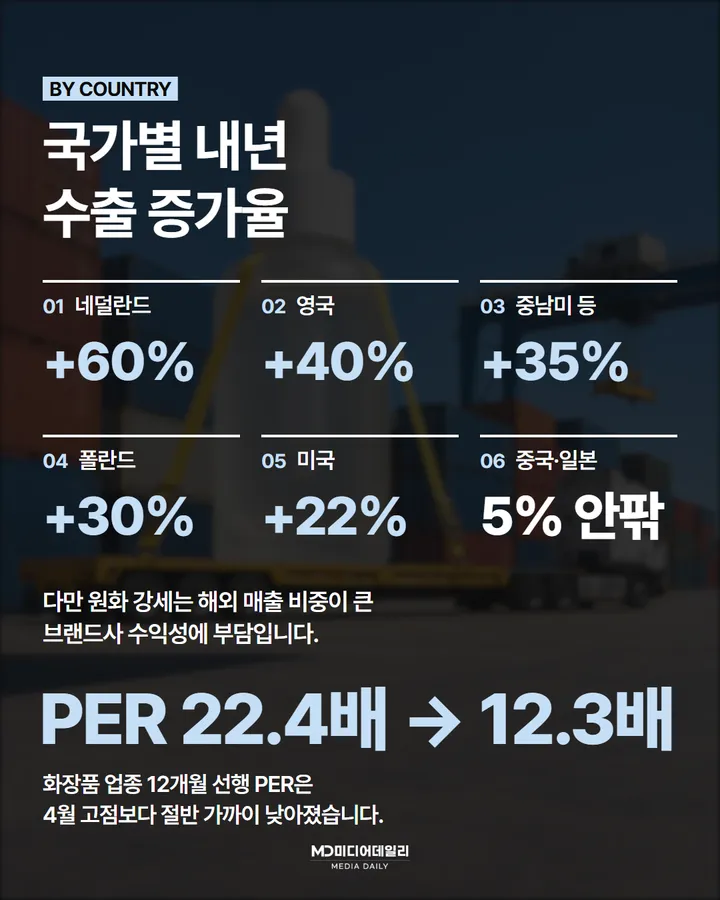 BY COUNTRY
국가별 내년
수출 증가율
01 네덜란드
+60%
02 영국
+40%
03 중남미 등
+35%
04 폴란드
+30%
05 미국
+22%
06 중국·일본
5% 안팎
다만 원화 강세는 해외 매출 비중이 큰
브랜드사 수익성에 부담입니다.
PER 22.4배 → 12.3배
화장품 업종 12개월 선행 PER은
4월 고점보다 절반 가까이 낮아졌습니다.
MD미디어데일리
MEDIA DAILY